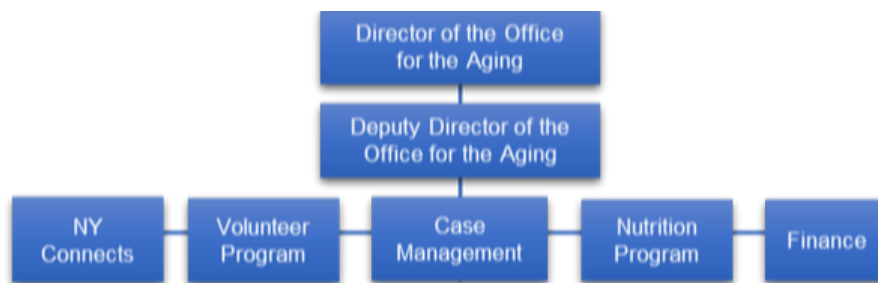 Director of the Office
for the Aging
Deputy Director of the
Office for the Aging
NY
Connects
Volunteer
Program
Case
Management
Nutrition
Program
Finance